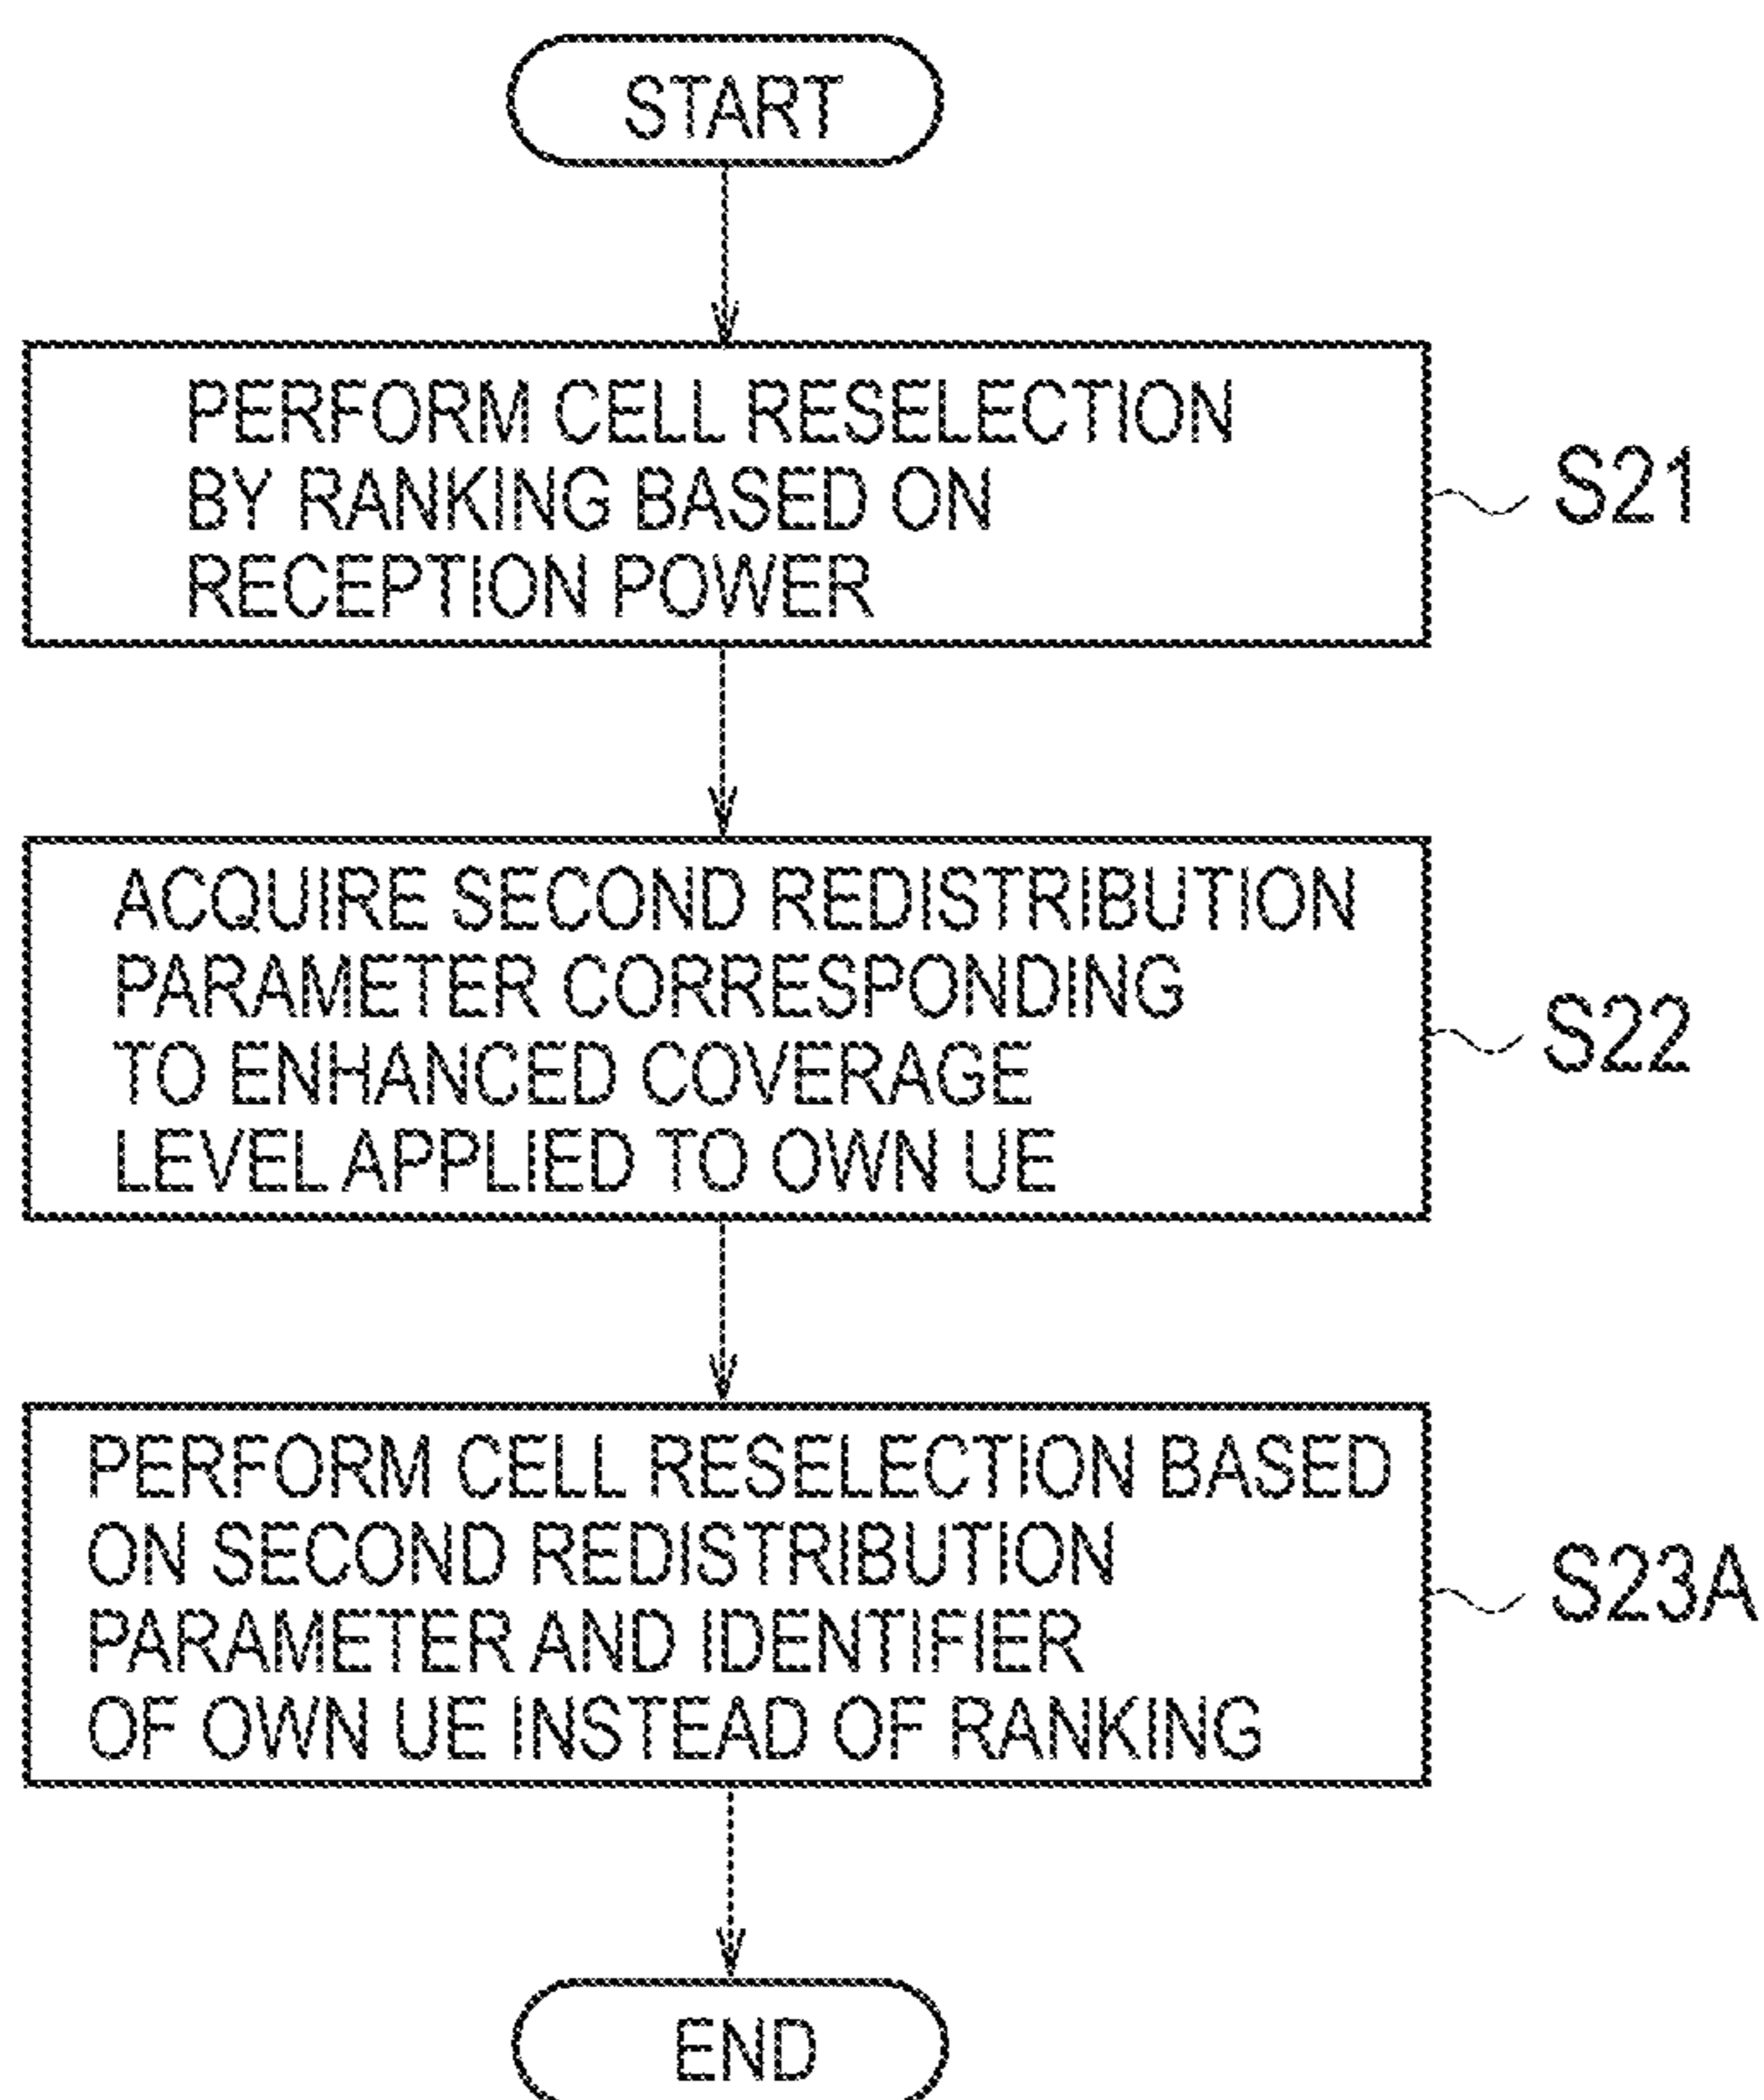 START
PERFORM CELL RESELECTION
BY RANKING BASED ON
RECEPTION POWER
S21
ACQUIRE SECOND REDISTRIBUTION
PARAMETER CORRESPONDING
TO ENHANCED COVERAGE
LEVEL APPLIED TO OWN UE
S22
PERFORM CELL RESELECTION BASED
ON SECOND REDISTRIBUTION
PARAMETER AND IDENTIFIER
OF OWN UE INSTEAD OF RANKING
S23A
END